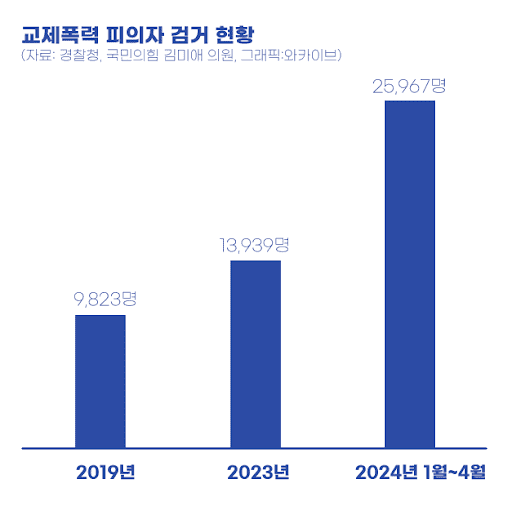 교제폭력 피의자 검거 현황
(자료: 경찰청, 국민의힘 김미애 의원, 그래픽:와카이브)
25,967명
13,939명
9,823명
2019년 2023년 2024년 1월~4월